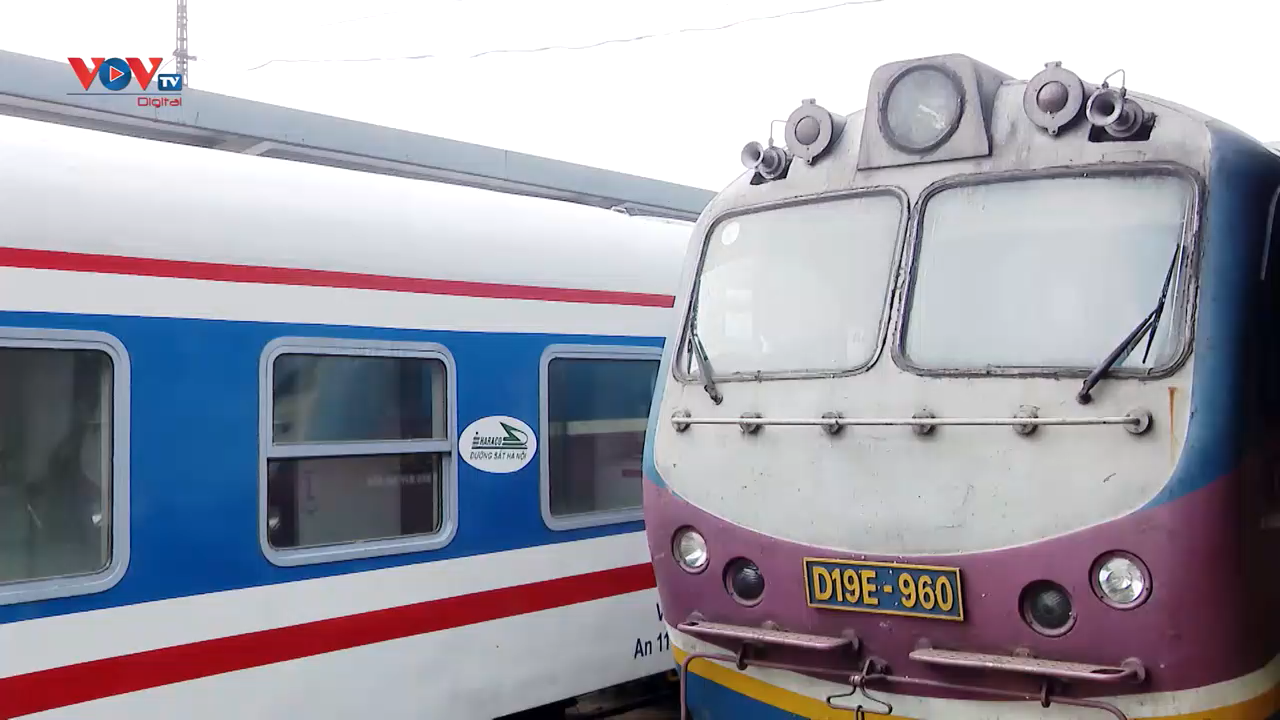 VOV TV
Digital
HARACO
ĐƯỜNG SẮT HÀ NỘI
D19E-960
An 11